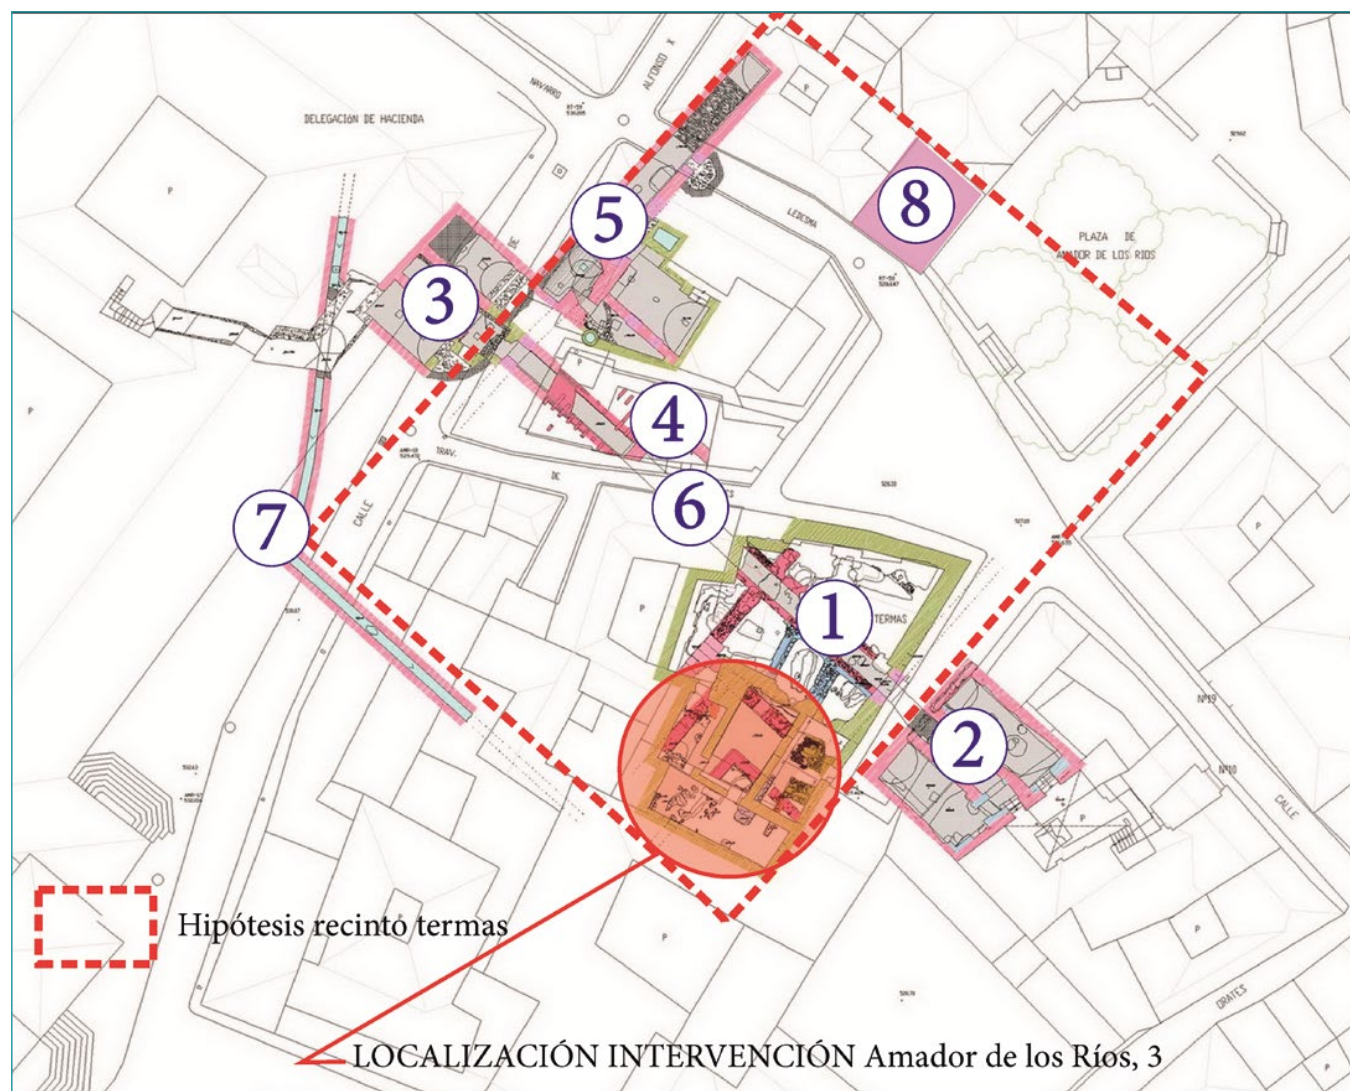 DELEGACIÓN DE HACIENDA
NAVARRO
ALFONSO X
LEDESMA
PLAZA DE
AMADOR DE LOS RIOS
5
8
3
4
6
7
1
2
TRAV.
DE
CALLE
TERMAS
Nº19
Nº10
CALLE
ORATES
P
P
P
P
P
P
P
P
P
P
Hipótesis recinto termas
LOCALIZACIÓN INTERVENCIÓN Amador de los Ríos, 3